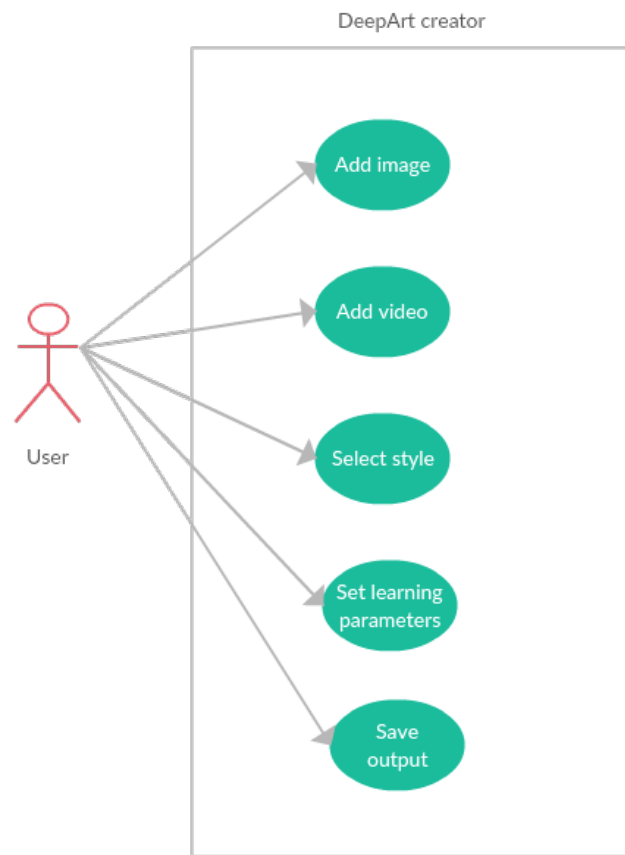 DeepArt creator
Add image
Add video
Select style
User
Set learning
parameters
Save
output